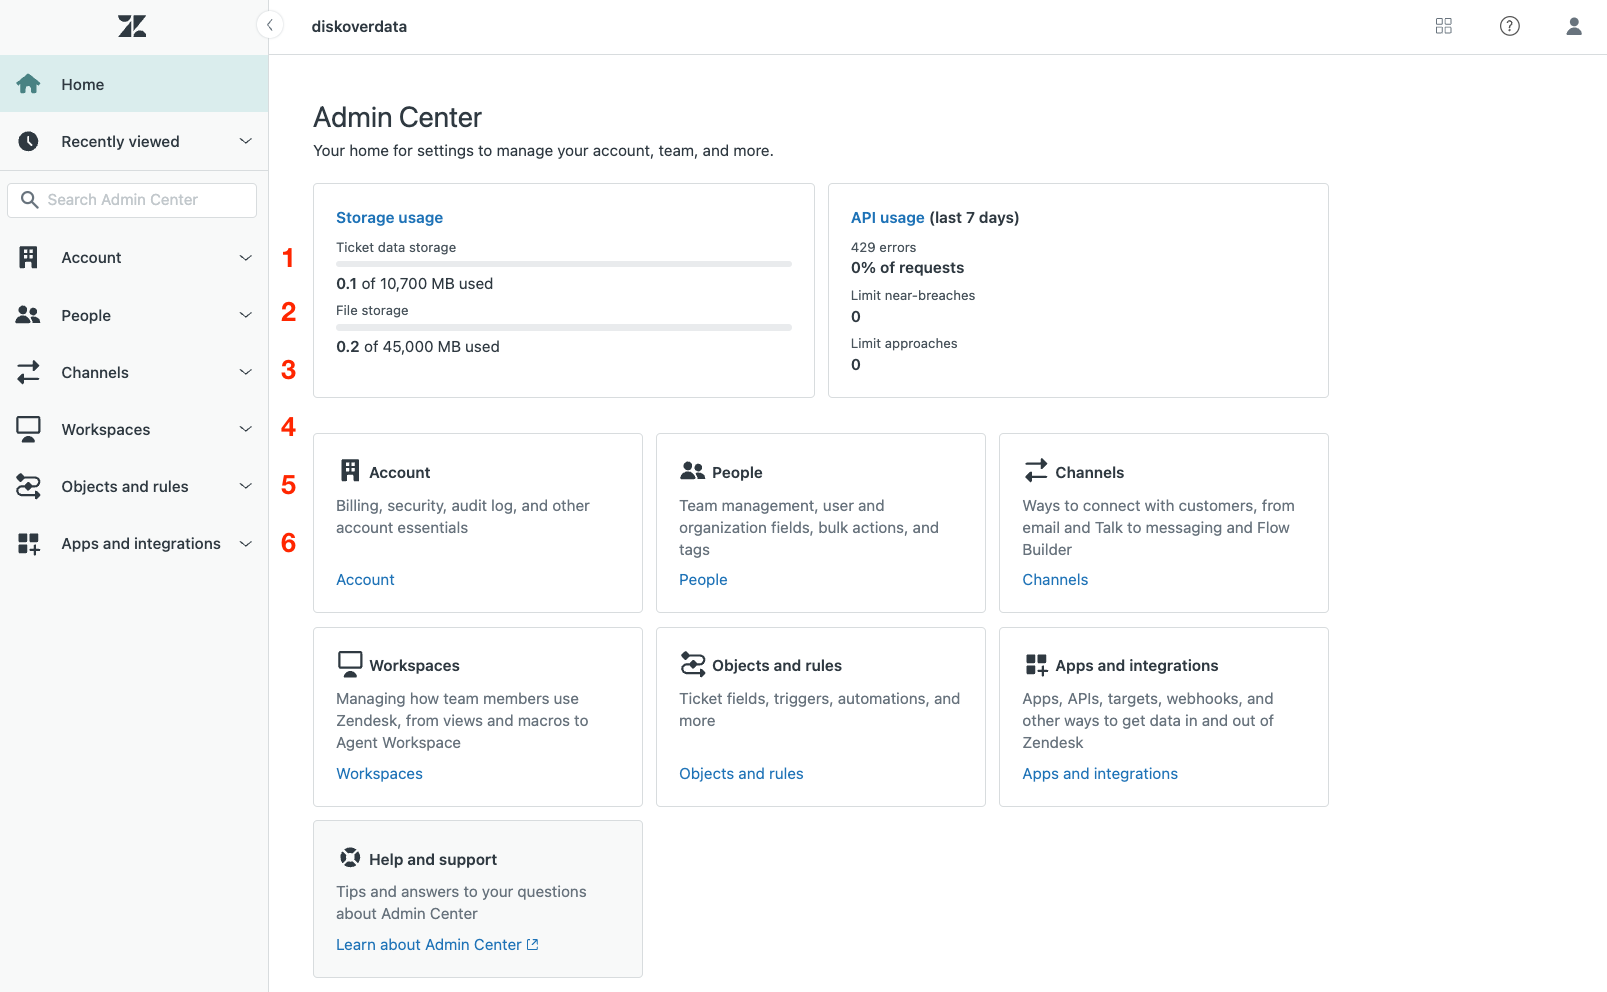 diskoverdata
Home
Recently viewed
Search Admin Center
Account
People
Channels
Workspaces
Objects and rules
Apps and integrations
1
2
3
4
5
6
Admin Center
Your home for settings to manage your account, team, and more.
Storage usage
Ticket data storage
0.1 of 10,700 MB used
File storage
0.2 of 45,000 MB used
API usage (last 7 days)
429 errors
0% of requests
Limit near-breaches
0
Limit approaches
0
Account
Billing, security, audit log, and other
account essentials
Account
People
Team management, user and
organization fields, bulk actions, and
tags
People
Channels
Ways to connect with customers, from
email and Talk to messaging and Flow
Builder
Channels
Workspaces
Managing how team members use
Zendesk, from views and macros to
Agent Workspace
Workspaces
Objects and rules
Ticket fields, triggers, automations, and
more
Objects and rules
Apps and integrations
Apps, APIs, targets, webhooks, and
other ways to get data in and out of
Zendesk
Apps and integrations
Help and support
Tips and answers to your questions
about Admin Center
Learn about Admin Center